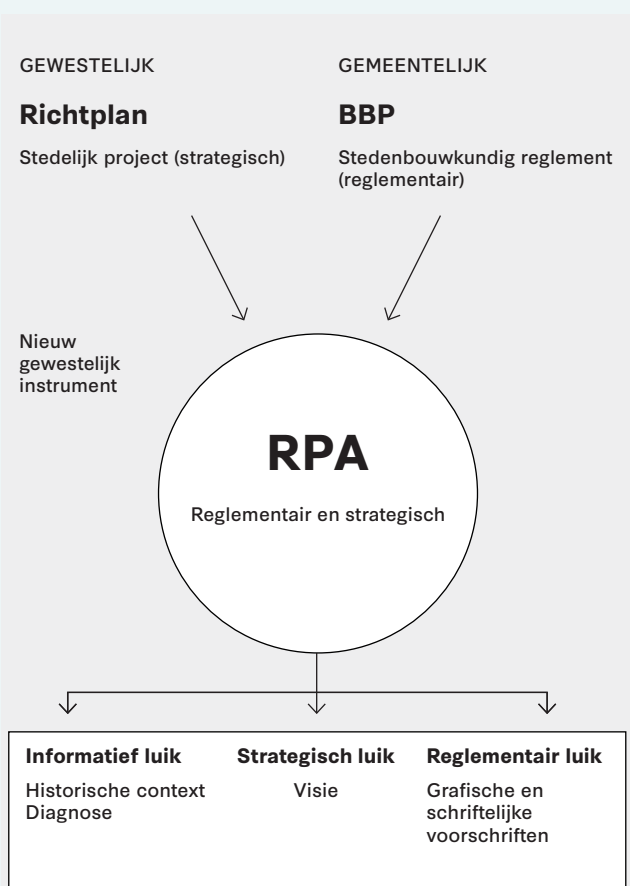 GEWESTELIJK
Richtplan
Stedelijk project (strategisch)
GEMEENTELIJK
BBP
Stedenbouwkundig reglement
(reglementair)
Nieuw
gewestelijk
instrument
RPA
Reglementair en strategisch
Informatief luik
Historische context
Diagnose
Strategisch luik
Visie
Reglementair luik
Grafische en
schriftelijke
voorschriften